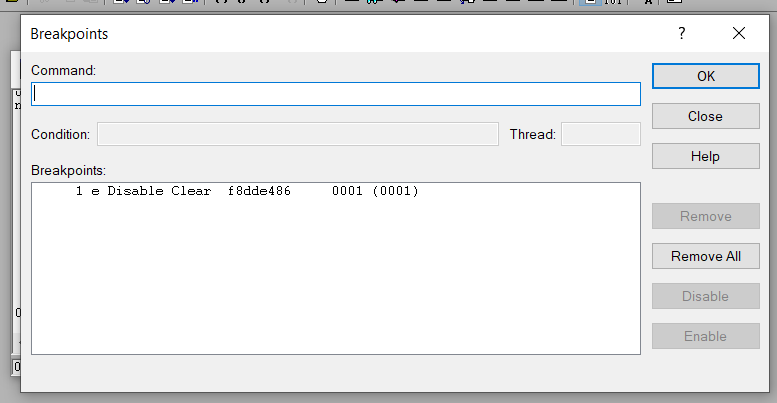 Breakpoints
?
Command:
OK
Condition:
Thread:
Close
Help
Breakpoints:
1 e Disable Clear f8dde486 0001 (0001)
Remove
Remove All
Disable
Enable